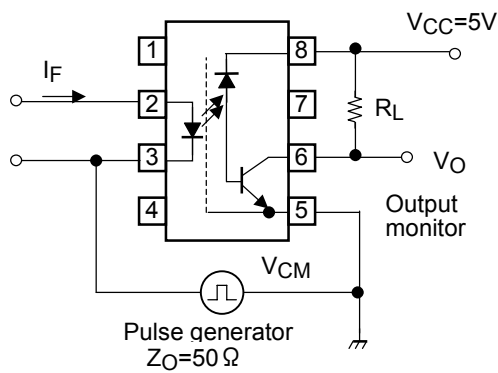 VCC=5V
1
8
IF
2
7
RL
3
6
VO
4
5
Output
monitor
VCM
Pulse generator
ZO=50Ω